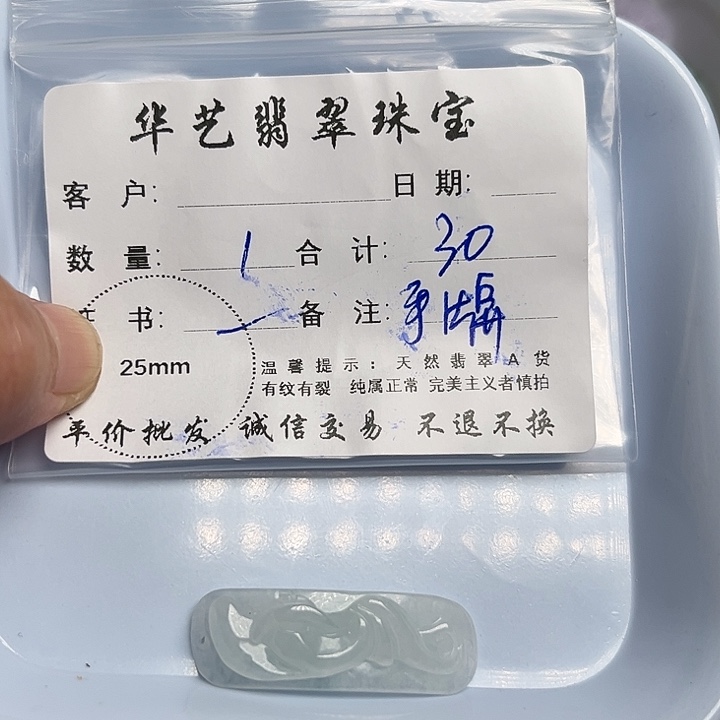 华艺翡翠珠宝
客 户: 日 期:
数 量: 1 合 计: 30
书: 一 备 注:
25mm
温馨提示: 天然翡翠A货
有纹有裂 纯属正常 完美主义者慎拍
平价批发 诚信交易 不退不换